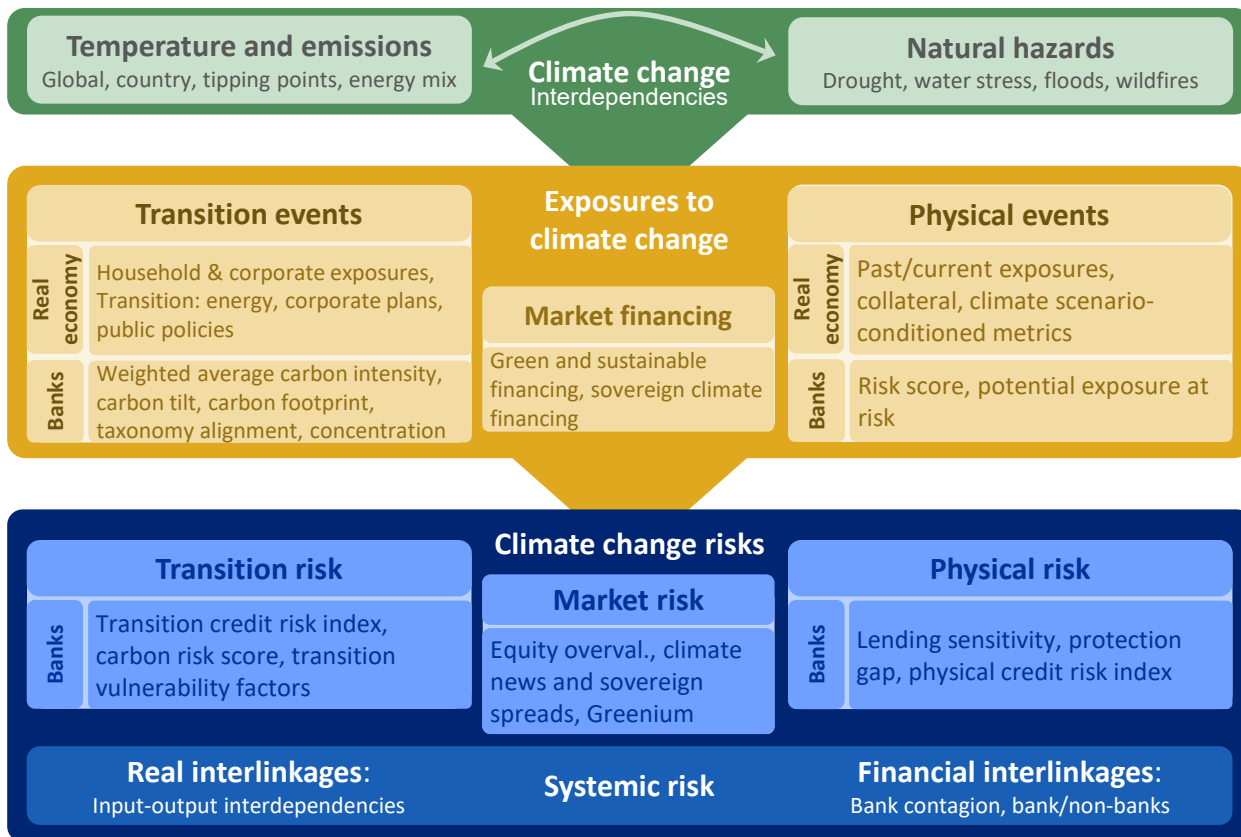 Temperature and emissions
Global, country, tipping points, energy mix
Climate change
Interdependencies
Natural hazards
Drought, water stress, floods, wildfires
Exposures to
climate change
Transition events
Real
economy
Household & corporate exposures,
Transition: energy, corporate plans,
public policies
Banks
Weighted average carbon intensity,
carbon tilt, carbon footprint,
taxonomy alignment, concentration
Market financing
Green and sustainable
financing, sovereign climate
financing
Physical events
Real
economy
Past/current exposures,
collateral, climate scenario-
conditioned metrics
Banks
Risk score, potential exposure at
risk
Climate change risks
Transition risk
Banks
Transition credit risk index,
carbon risk score, transition
vulnerability factors
Market risk
Equity overval., climate
news and sovereign
spreads, Greenium
Physical risk
Banks
Lending sensitivity, protection
gap, physical credit risk index
Real interlinkages:
Input-output interdependencies
Systemic risk
Financial interlinkages:
Bank contagion, bank/non-banks